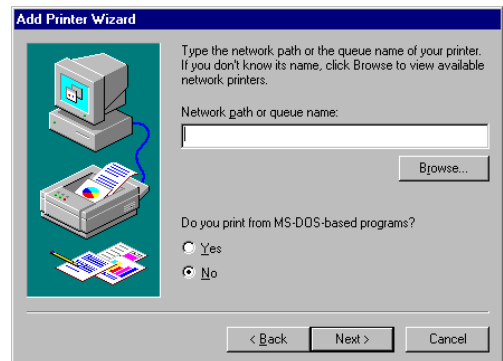 Add Printer Wizard
Type the network path or the queue name of your printer.
If you don't know its name, click Browse to view available
network printers.
Network path or queue name:
Browse...
Do you print from MS-DOS-based programs?
Yes
No
< Back
Next >
Cancel